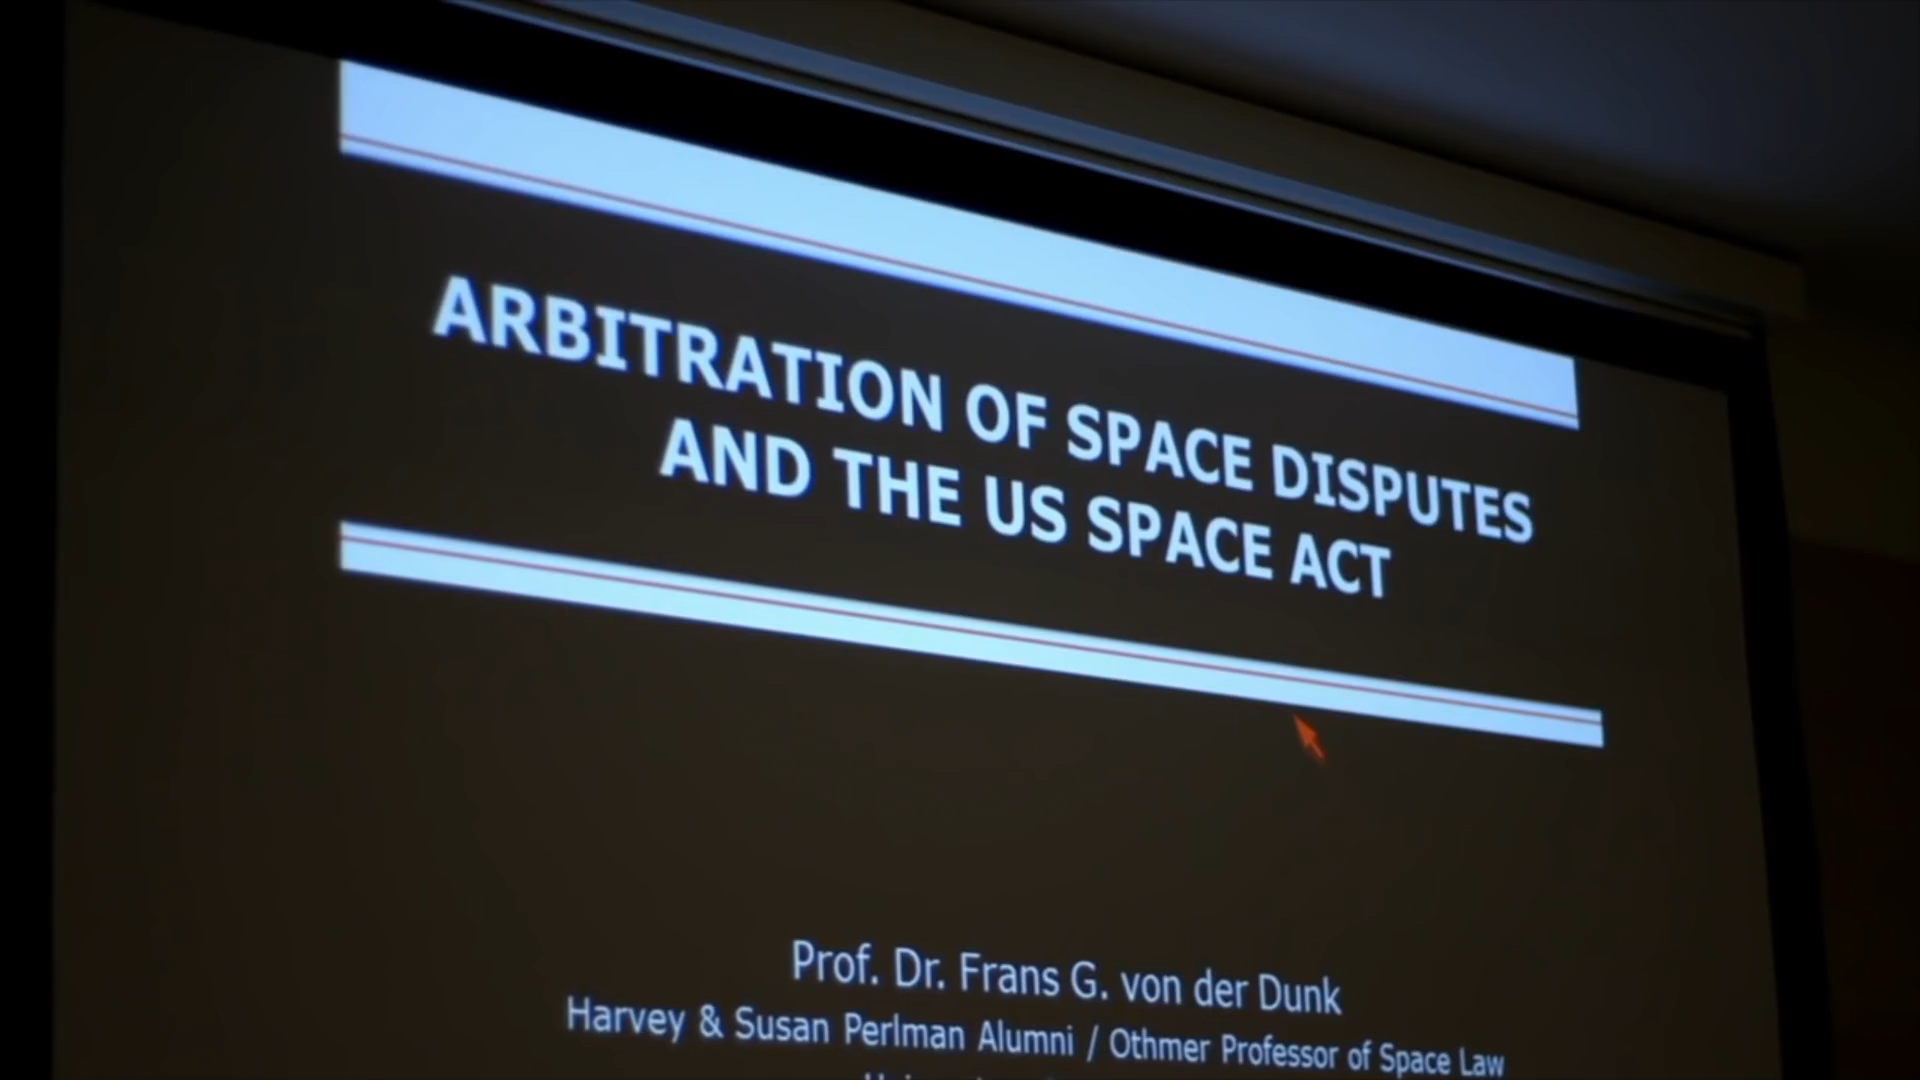 ARBITRATION OF SPACE DISPUTES
AND THE US SPACE ACT
Prof. Dr. Frans G. von der Dunk
Harvey & Susan Perlman Alumni / Othmer Professor of Space Law